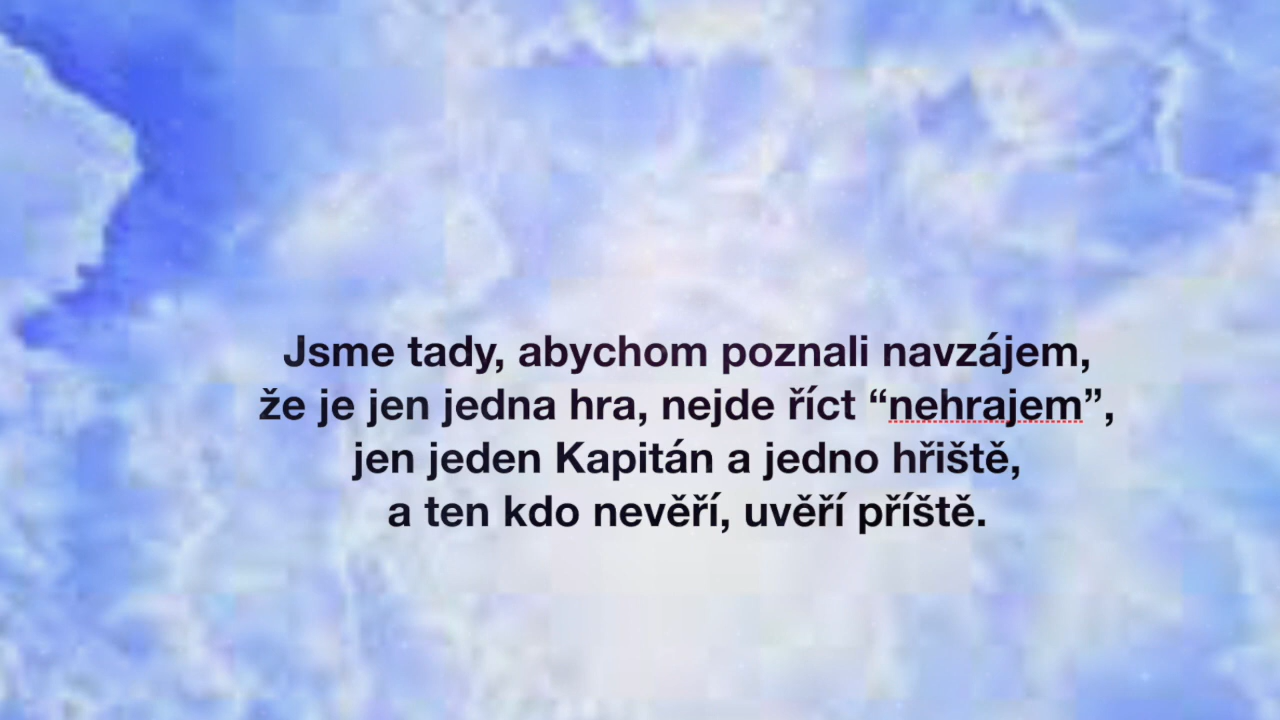 Jsme tady, abychom poznali navzájem,
že je jen jedna hra, nejde říct “nehrajem”,
jen jeden Kapitán a jedno hřiště,
a ten kdo nevěří, uvěří příště.